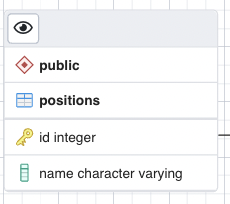 public
positions
id integer
name character varying